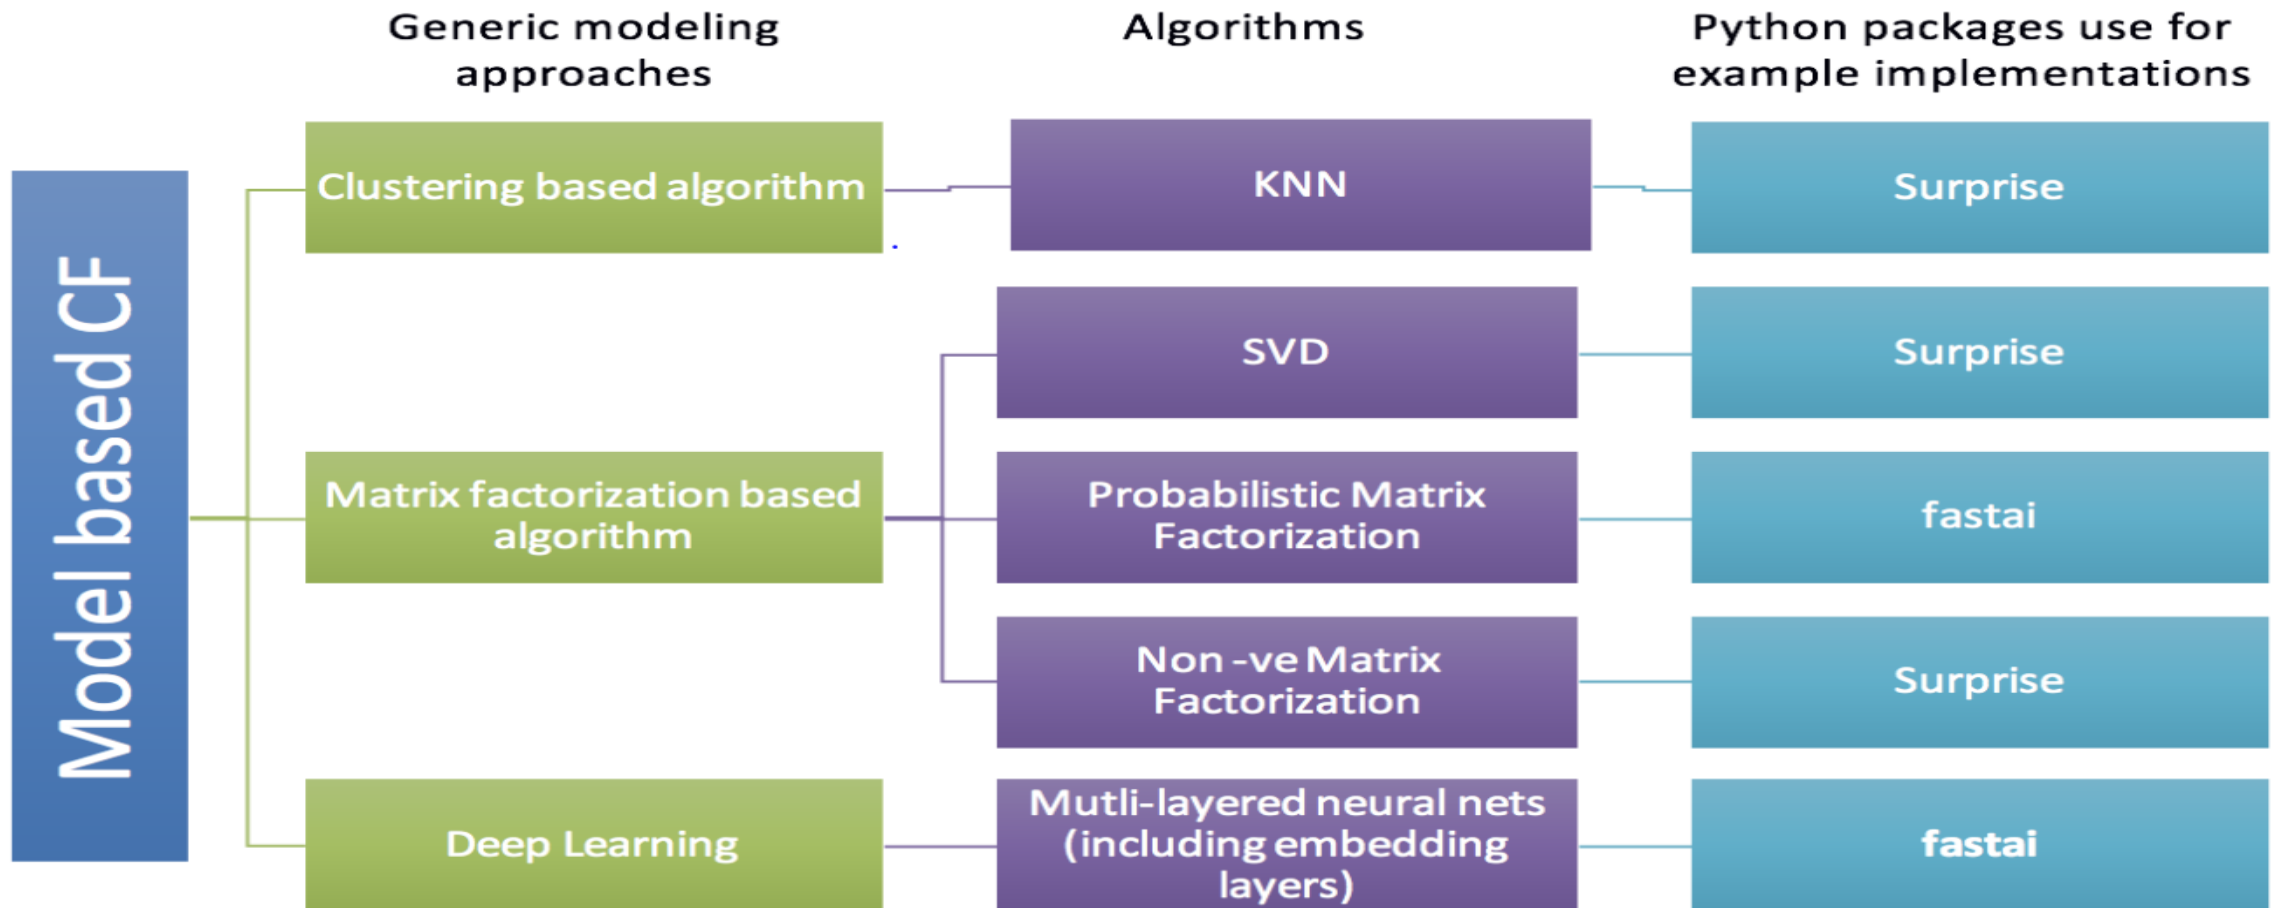 Generic modeling
approaches
Algorithms
Python packages use for
example implementations
Model based CF
Clustering based algorithm
KNN
Surprise
SVD
Surprise
Matrix factorization based
algorithm
Probabilistic Matrix
Factorization
fastai
Non -ve Matrix
Factorization
Surprise
Deep Learning
Mutli-layered neural nets
(including embedding
layers)
fastai